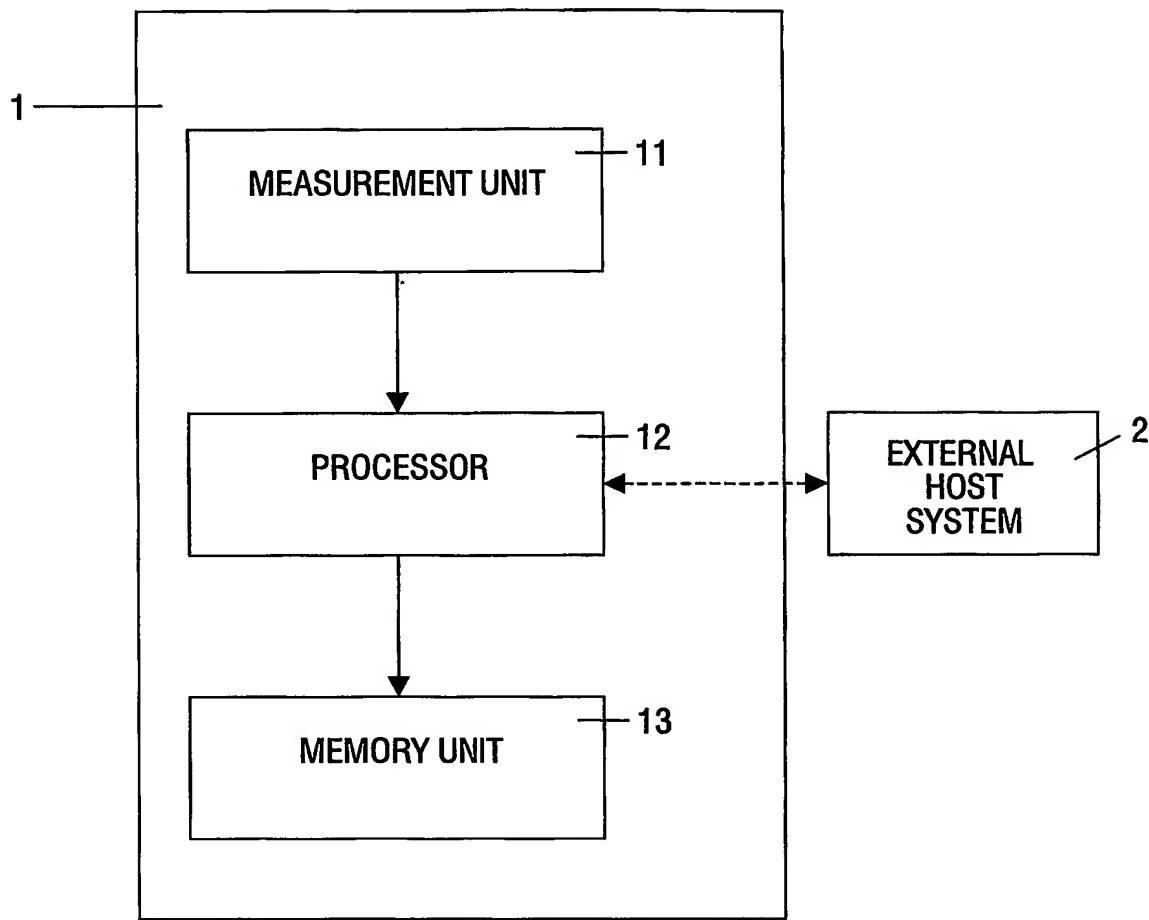 1
11
MEASUREMENT UNIT
12
PROCESSOR
2
EXTERNAL
HOST
SYSTEM
13
MEMORY UNIT